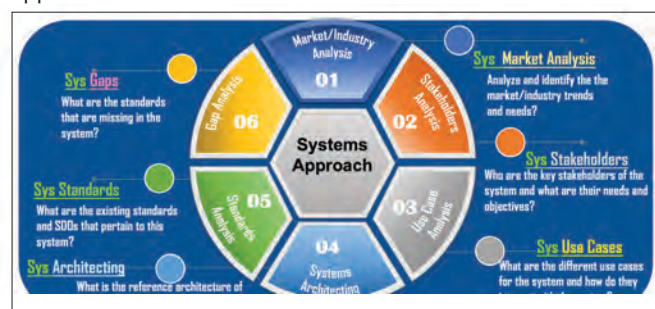 Market/Industry
Analysis
01
Sys Market Analysis
Analyze and identify the the
market/industry trends
and needs?
Stakeholders
Analysis
02
Sys Stakeholders
Who are the key stakeholders of the
system and what are their needs and
objectives?
Use Case
Analysis
03
Sys Use Cases
What are the different use cases
for the system and how do they
Systems
Architecting
04
Sys Architecting
What is the reference architecture of
Standards
Analysis
05
Sys Standards
What are the existing standards
and SDOs that pertain to this
system?
Gap Analysis
06
Sys Gaps
What are the standards
that are missing in the
system?
Systems
Approach